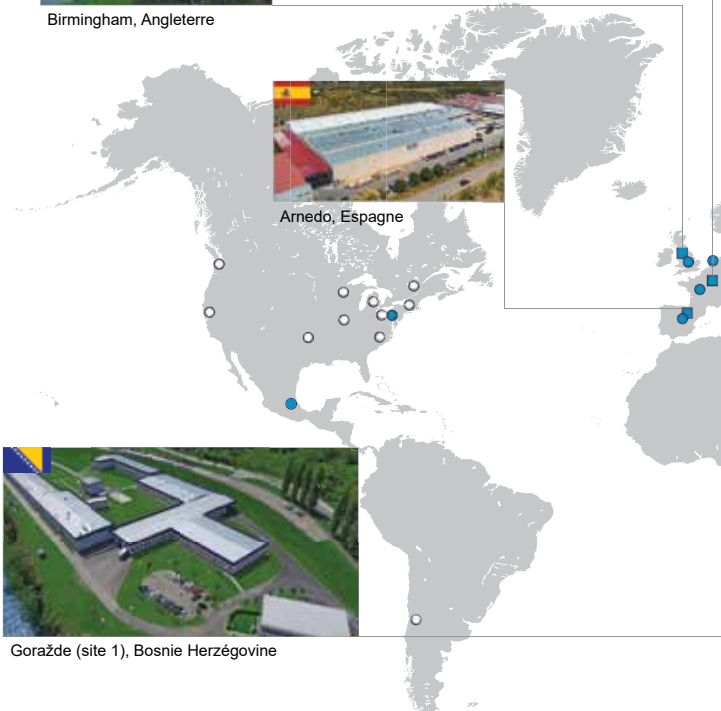 Birmingham, Angleterre
Arnedo, Espagne
Goražde (site 1), Bosnie Herzégovine